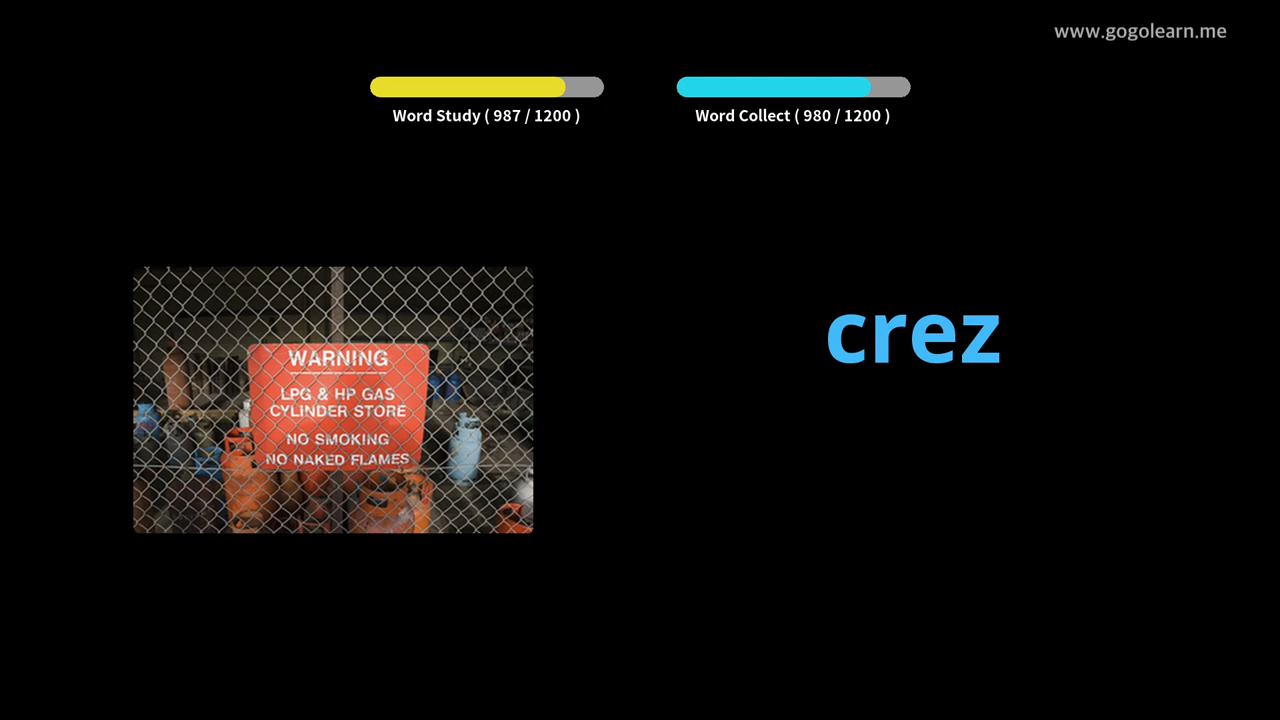 www.gogolearn.me
Word Study ( 987 / 1200 )
Word Collect ( 980 / 1200 )
crez
WARNING
LPG & HP GAS
CYLINDER STORE
NO SMOKING
NO NAKED FLAMES